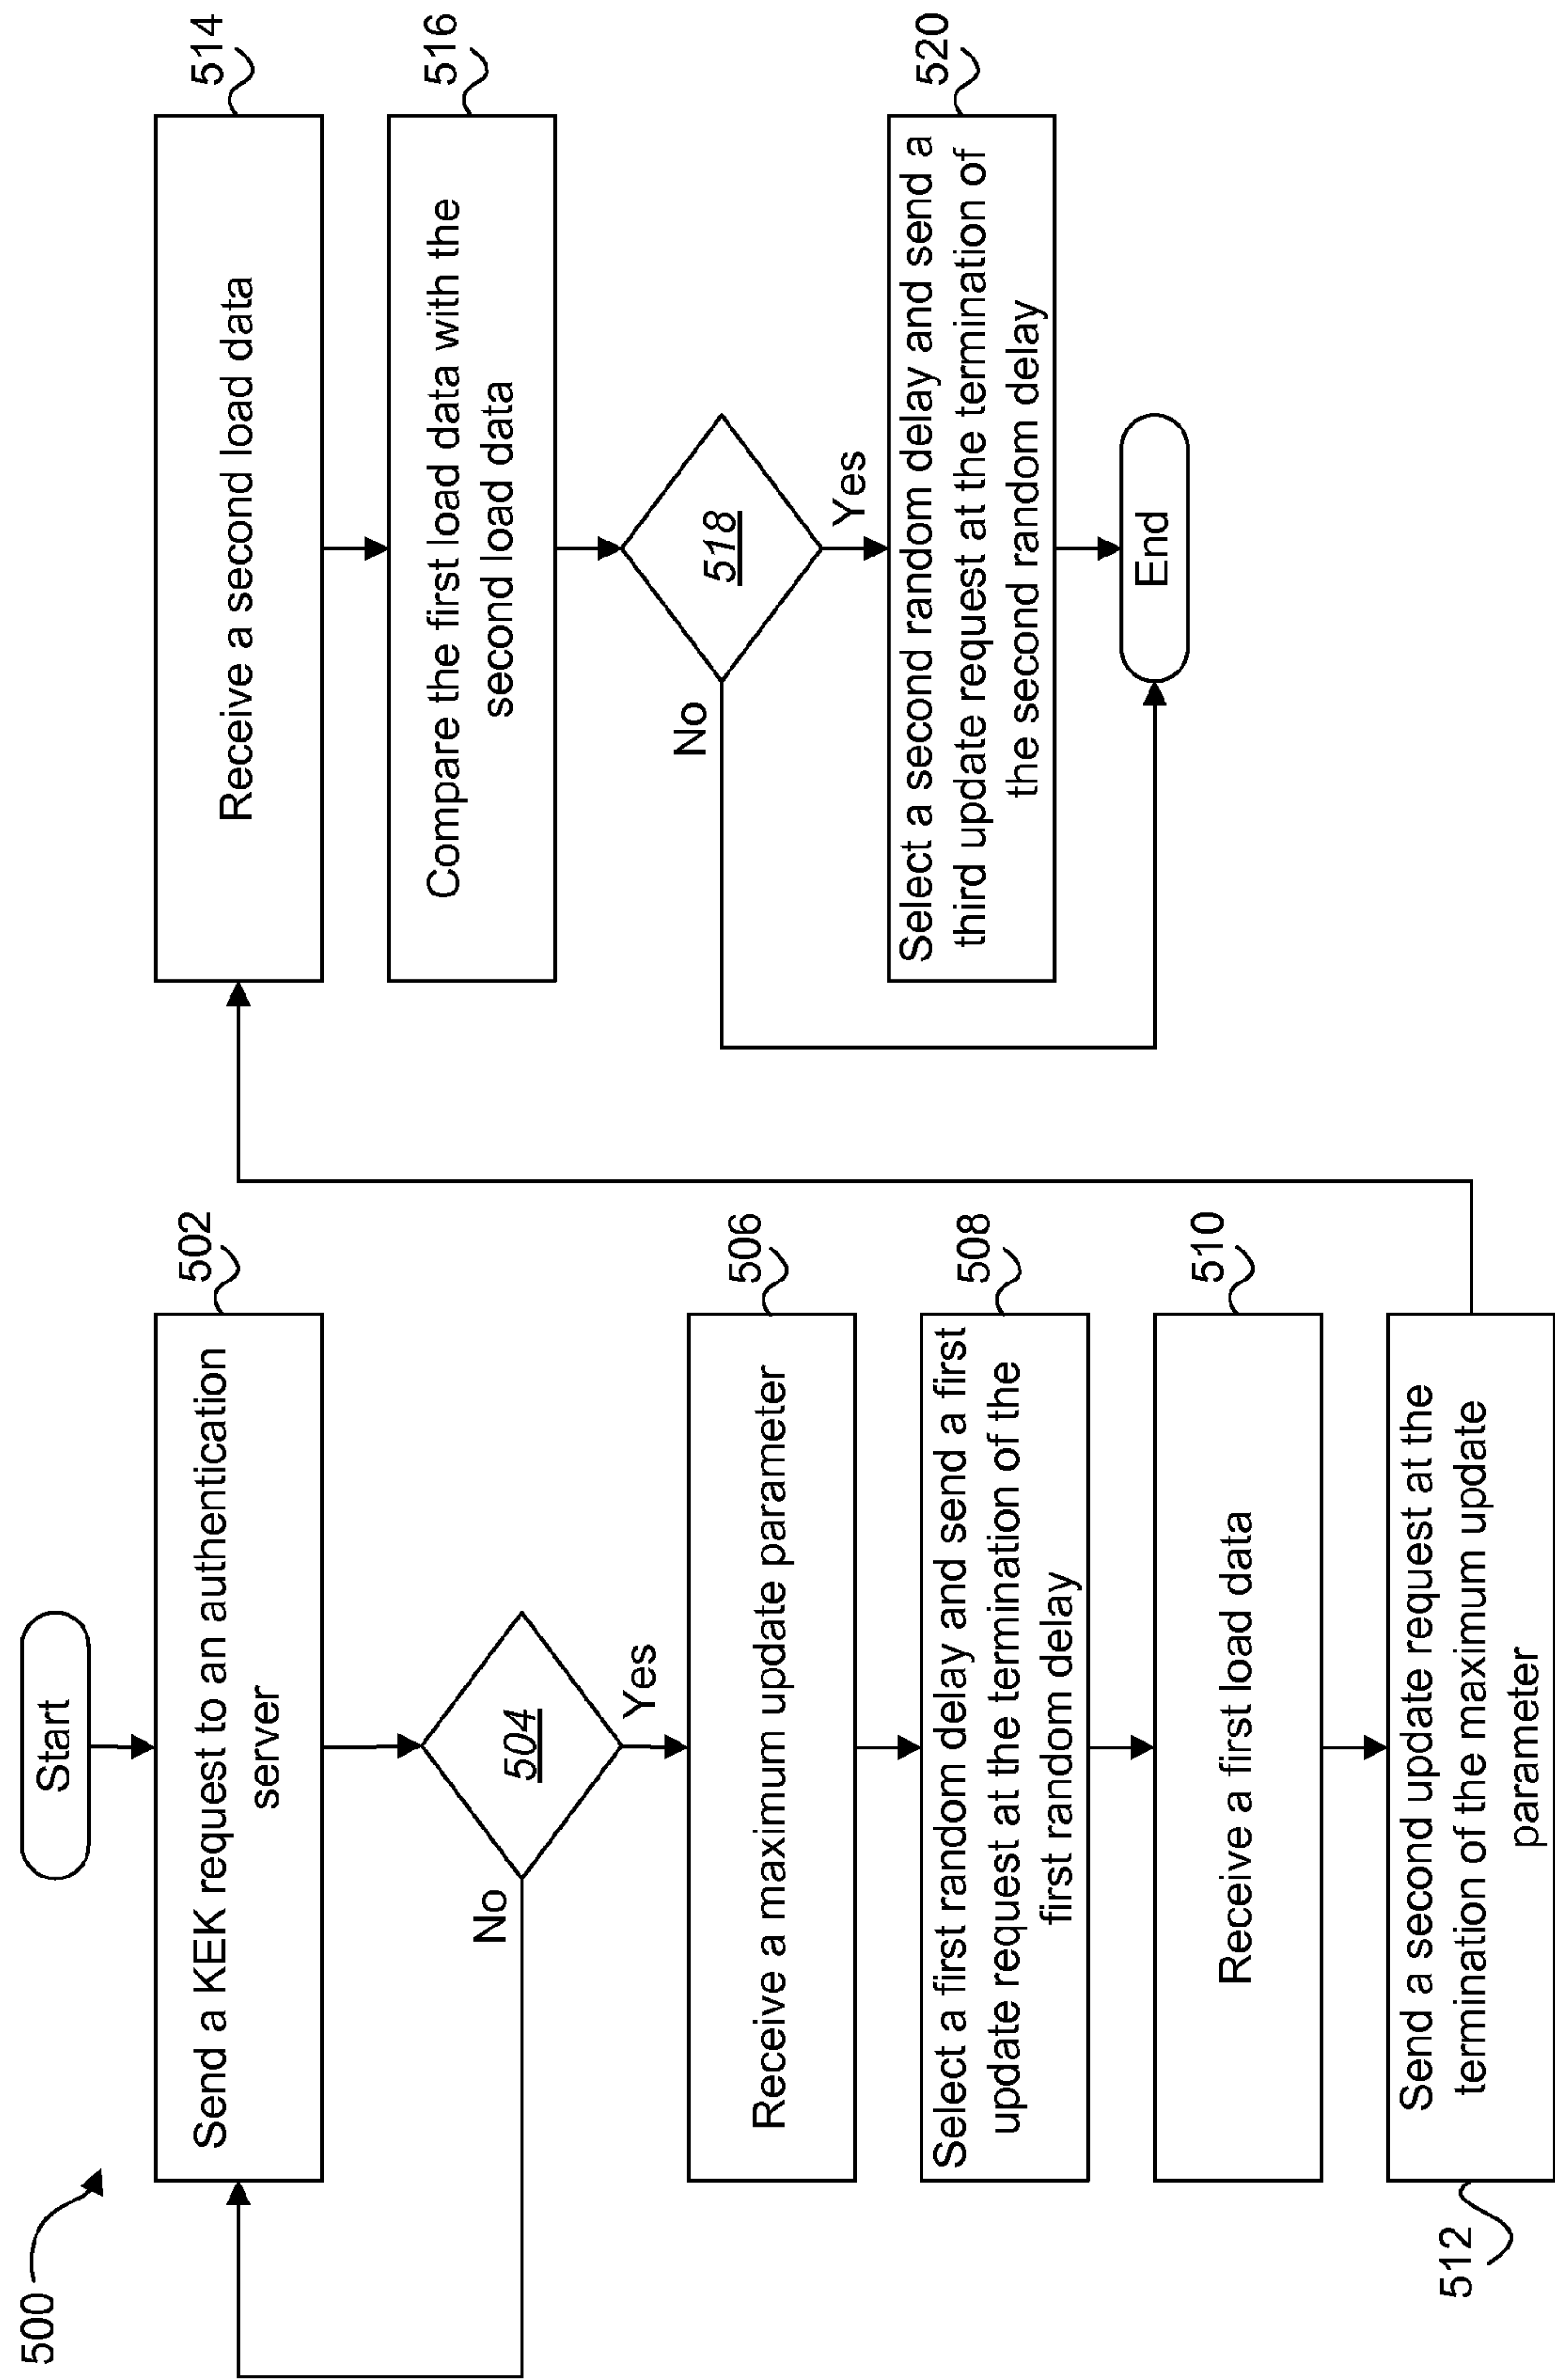 500
Start
Send a KEK request to an authentication
server
502
504
No
Yes
Receive a maximum update parameter
506
Select a first random delay and send a first
update request at the termination of the
first random delay
508
Receive a first load data
510
Send a second update request at the
termination of the maximum update
parameter
512
Receive a second load data
514
Compare the first load data with the
second load data
516
518
No
Yes
Select a second random delay and send a
third update request at the termination of
the second random delay
520
End